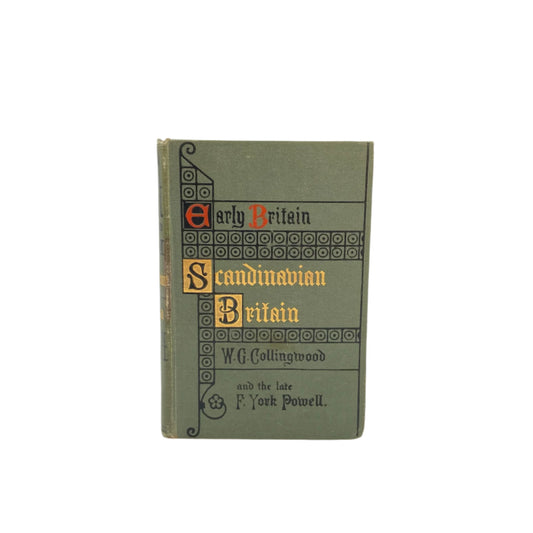 Early Britain
Scandinavian
Britain
W. G. Collingwood
and the late
F. York Powell.